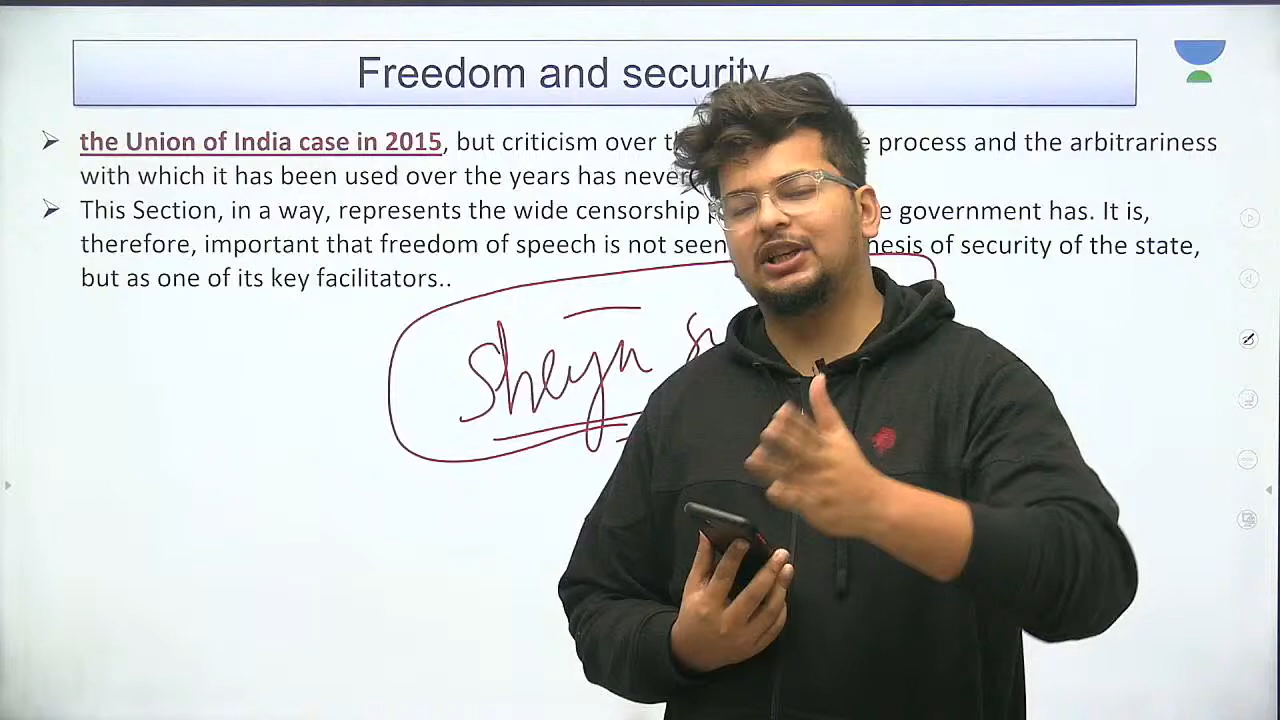 Freedom and security
the Union of India case in 2015, but criticism over process and the arbitrariness
with which it has been used over the years has never
This Section, in a way, represents the wide censorship government has. It is,
therefore, important that freedom of speech is not seen of security of the state,
but as one of its key facilitators..